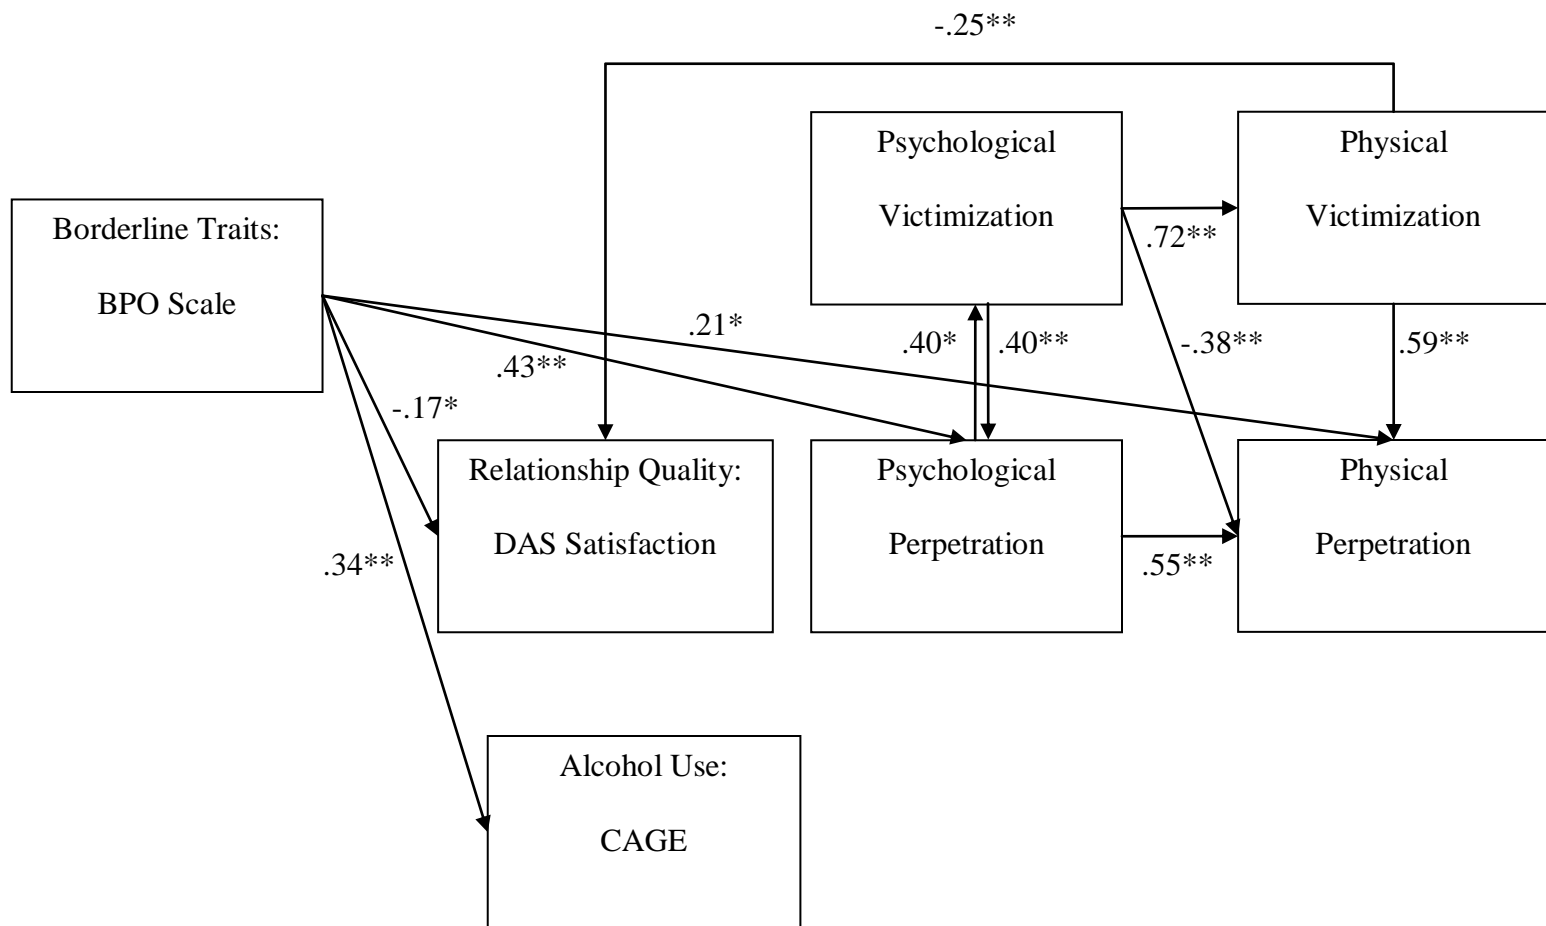 -.25**
Psychological
Victimization
Physical
Victimization
Borderline Traits:
BPO Scale
.72**
.21*
.40*
.40**
-.38**
.59**
.43**
-.17*
Relationship Quality:
DAS Satisfaction
Psychological
Perpetration
Physical
Perpetration
.34**
.55**
Alcohol Use:
CAGE